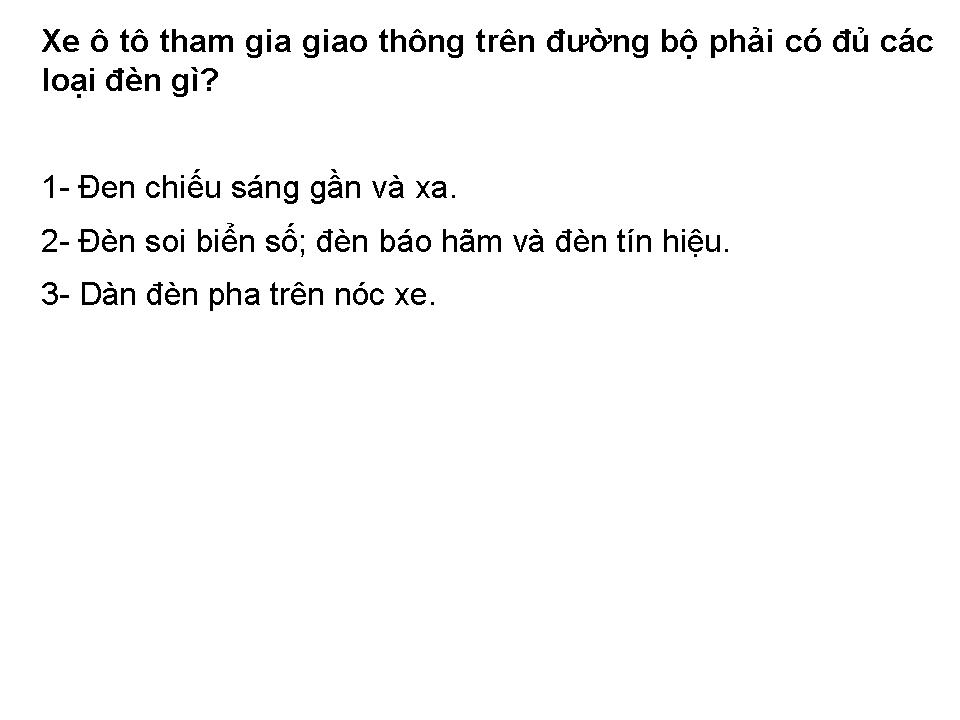 Xe ô tô tham gia giao thông trên đường bộ phải có đủ các
loại đèn gì?
1- Đen chiếu sáng gần và xa.
2- Đèn soi biển số; đèn báo hãm và đèn tín hiệu.
3- Dàn đèn pha trên nóc xe.